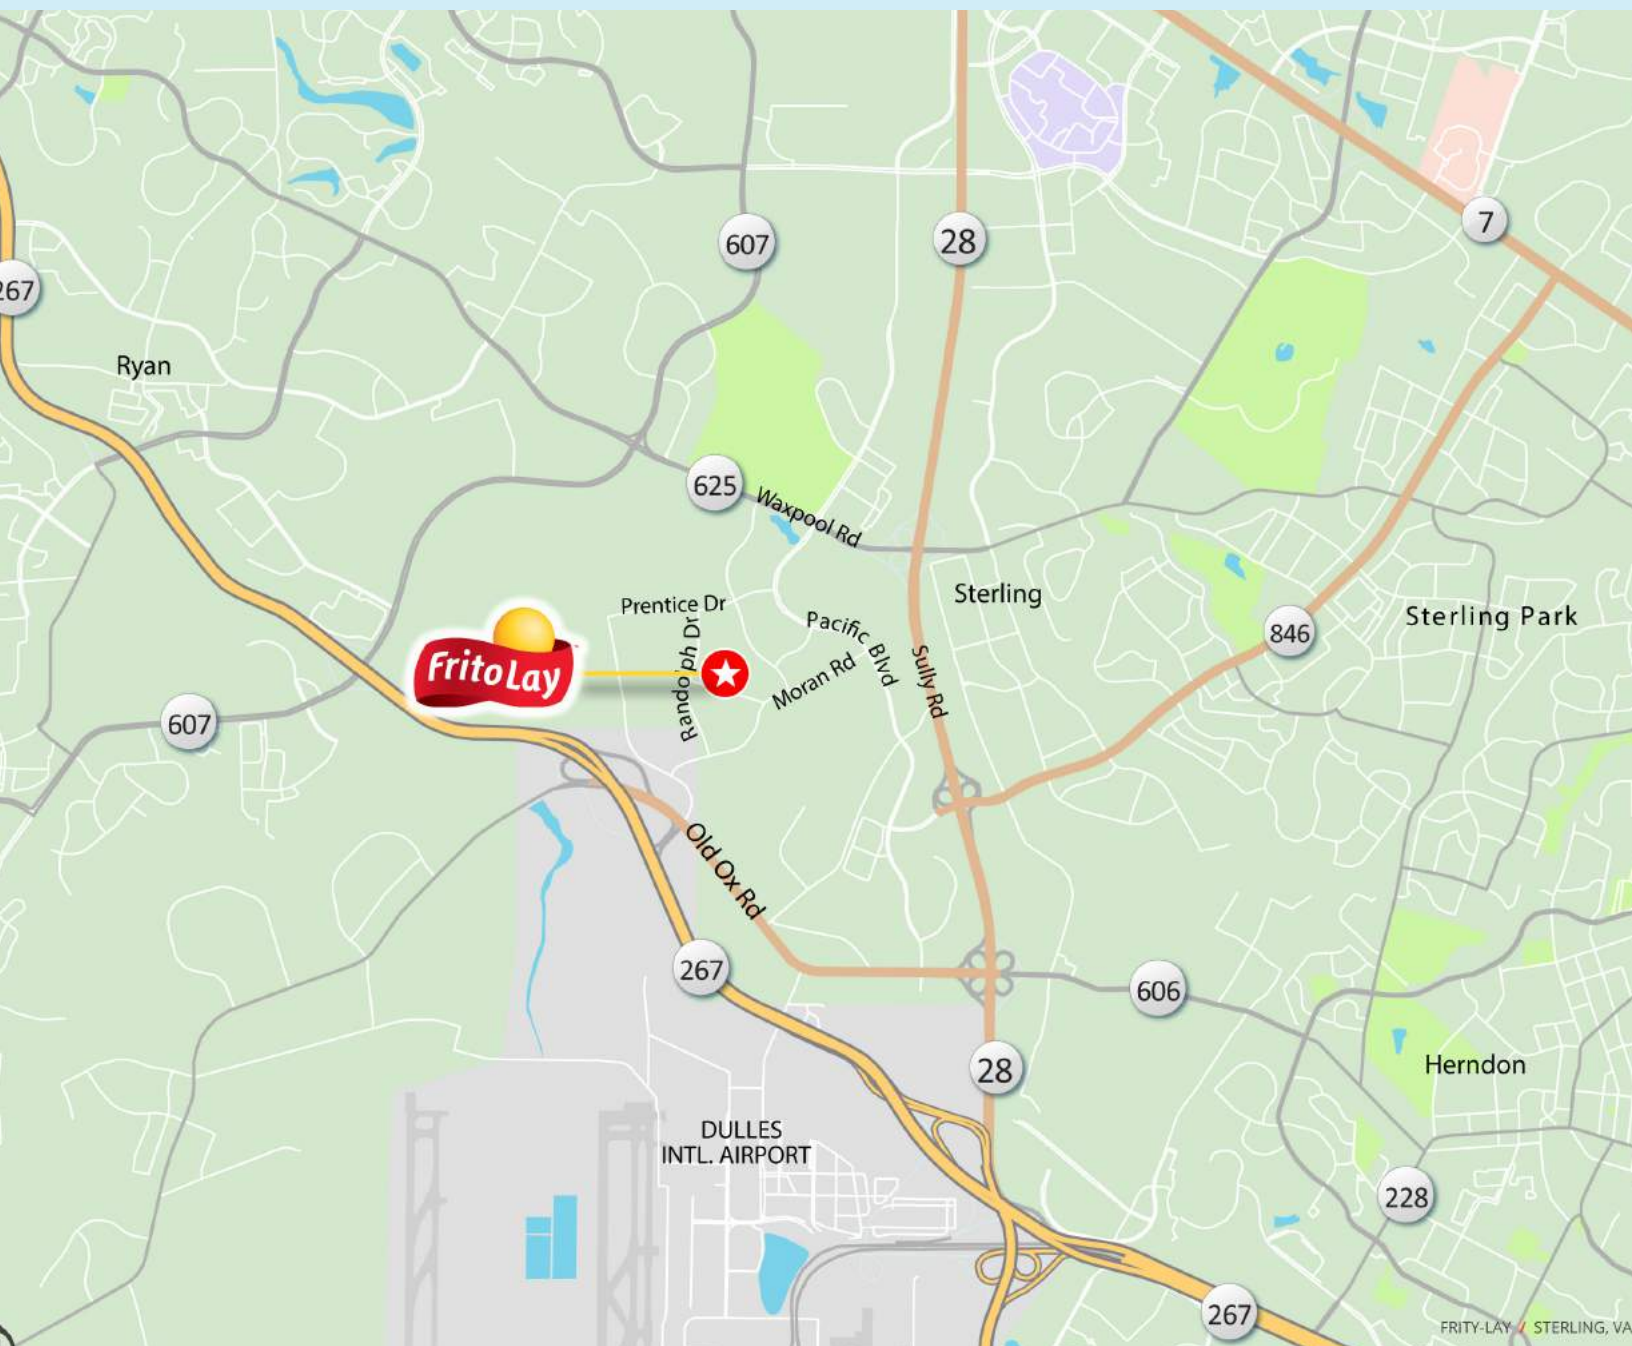 7
607
28
267
Ryan
625
Waxpool Rd
Sterling
Prentice Dr
Sterling Park
Pacific Blvd
846
Randolph Dr
Frito Lay
Moran Rd
Sully Rd
607
Old Ox Rd
267
606
28
Herndon
DULLES
INTL. AIRPORT
228
267
FRITY-LAY / STERLING, VA